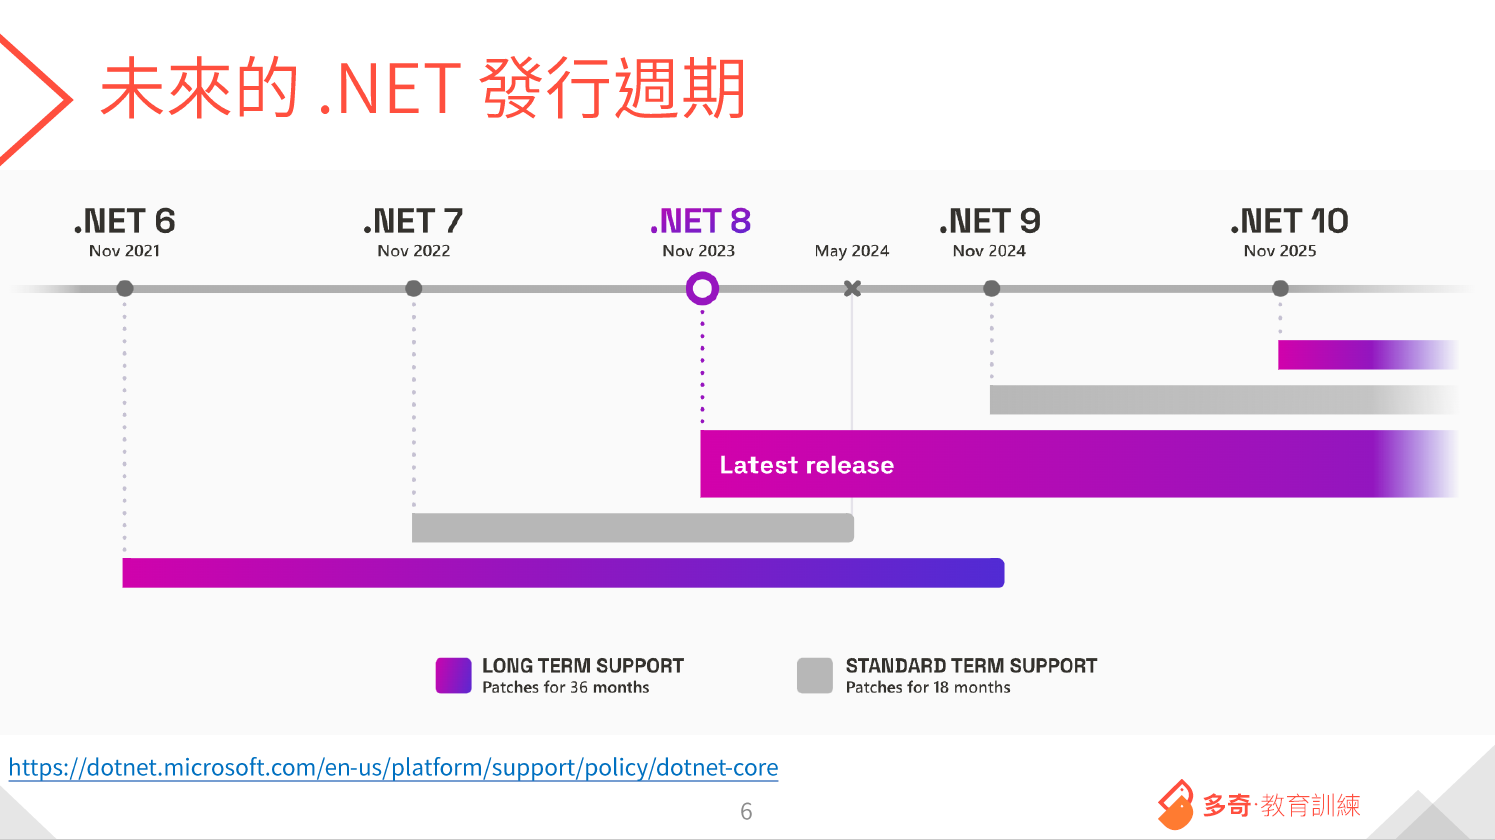 未來的 .NET 發行週期
.NET 6
Nov 2021
.NET 7
Nov 2022
.NET 8
Nov 2023
May 2024
.NET 9
Nov 2024
.NET 10
Nov 2025
Latest release
LONG TERM SUPPORT
Patches for 36 months
STANDARD TERM SUPPORT
Patches for 18 months
https://dotnet.microsoft.com/en-us/platform/support/policy/dotnet-core
6
多奇·教育訓練